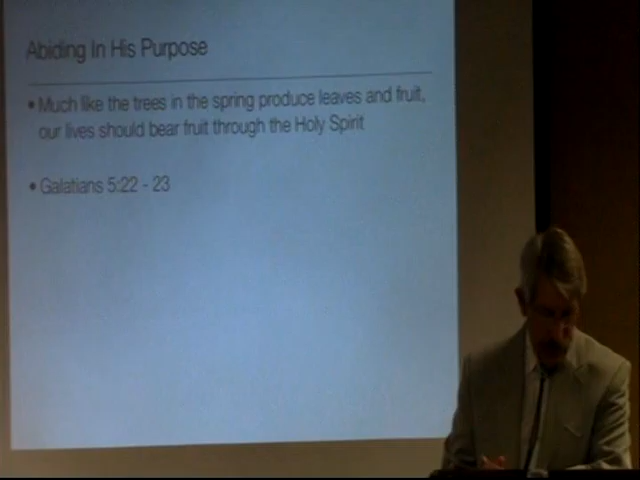 Abiding In His Purpose
• Much like the trees in the spring produce leaves and fruit,
our lives should bear fruit through the Holy Spirit
• Galatians 5:22 - 23